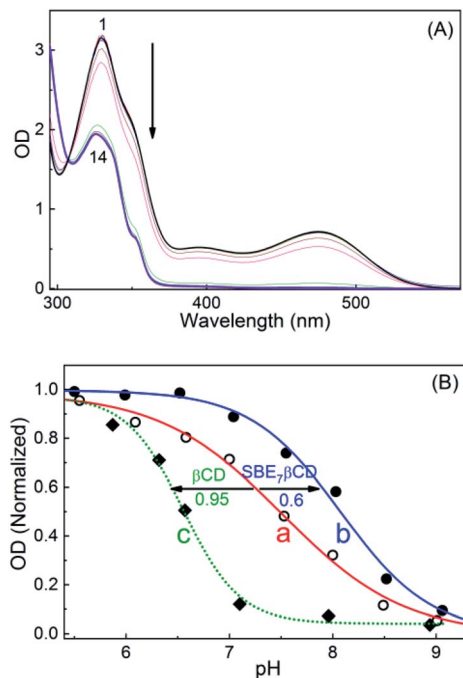 (A)
1
3
2
1
0
OD
14
300
400
500
Wavelength (nm)
(B)
1.0
0.8
0.6
0.4
0.2
0.0
OD (Normalized)
βCD
SBE₇βCD
0.95
0.6
c
a
b
6
7
8
9
pH